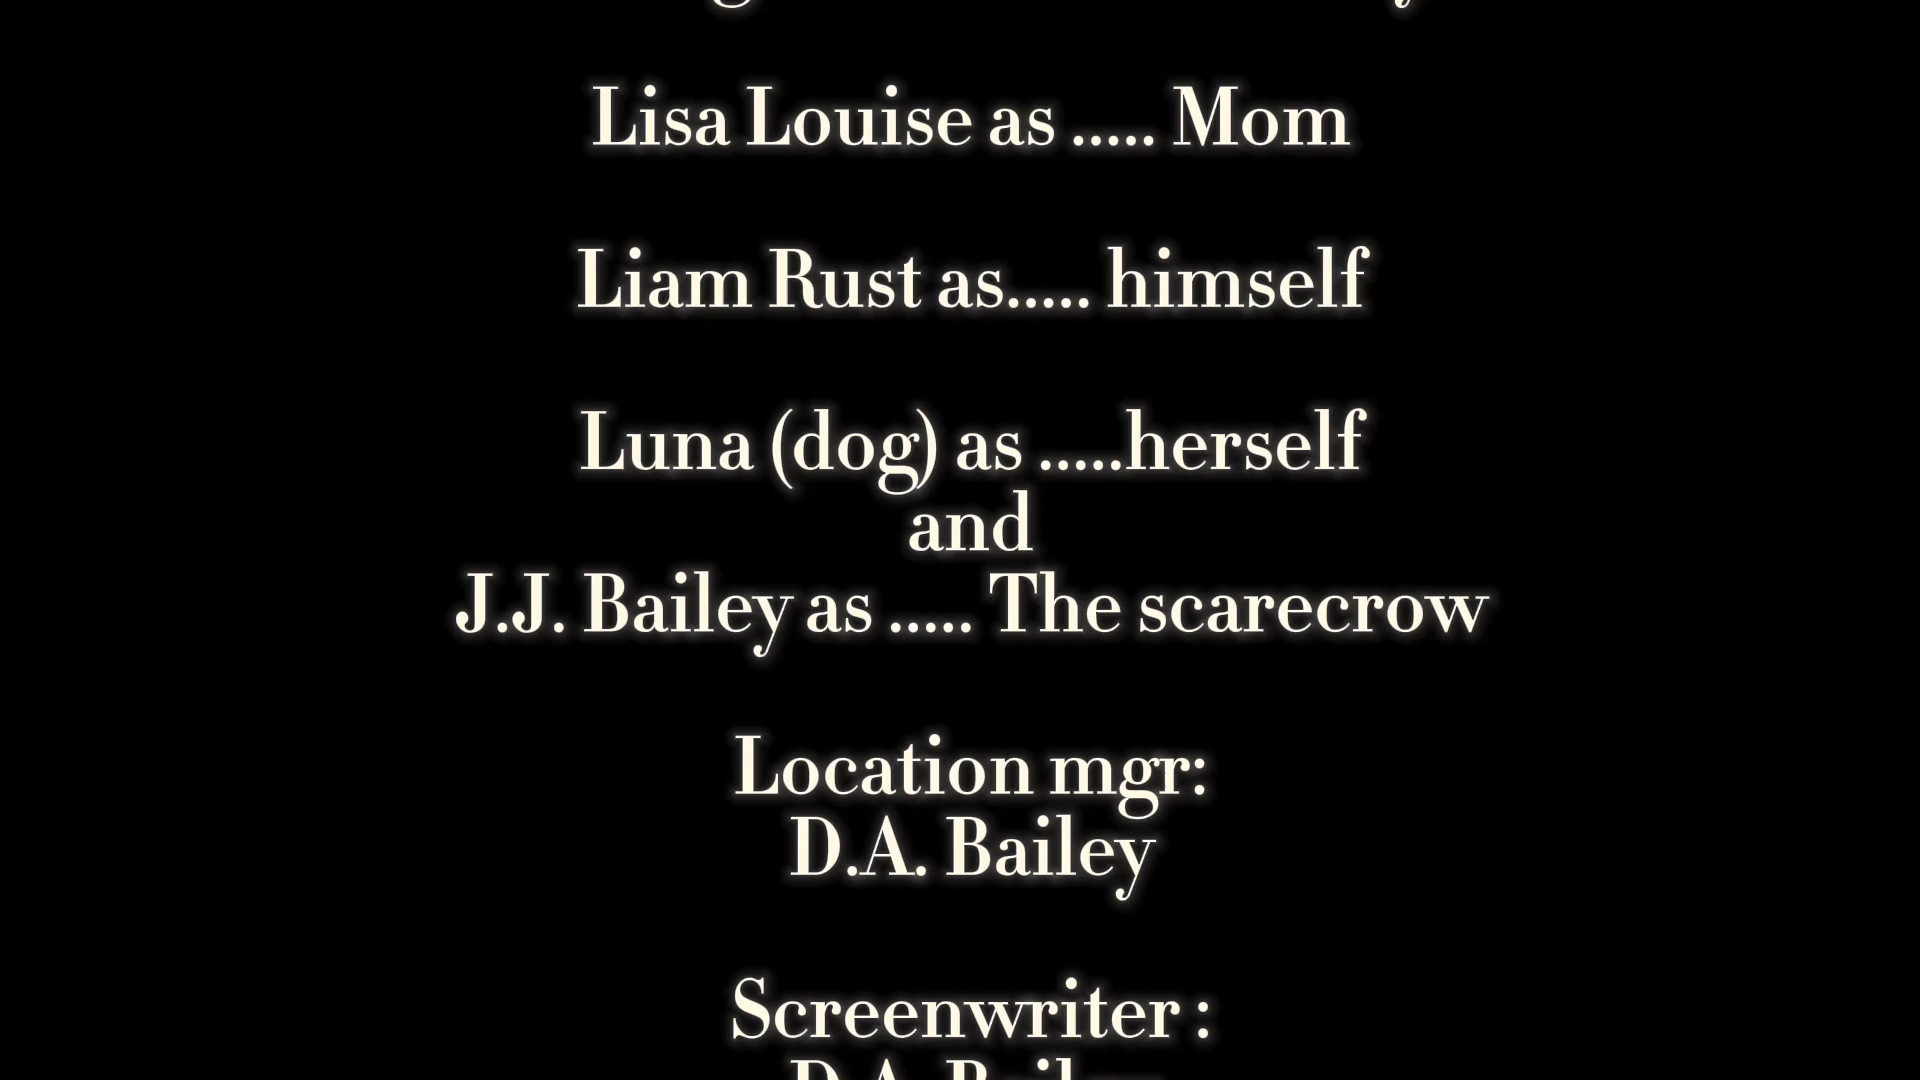 Lisa Louise as ..... Mom
Liam Rust as..... himself
Luna (dog) as .....herself
and
J.J. Bailey as ..... The scarecrow
Location mgr:
D.A. Bailey
Screenwriter :
D.A. Bailey